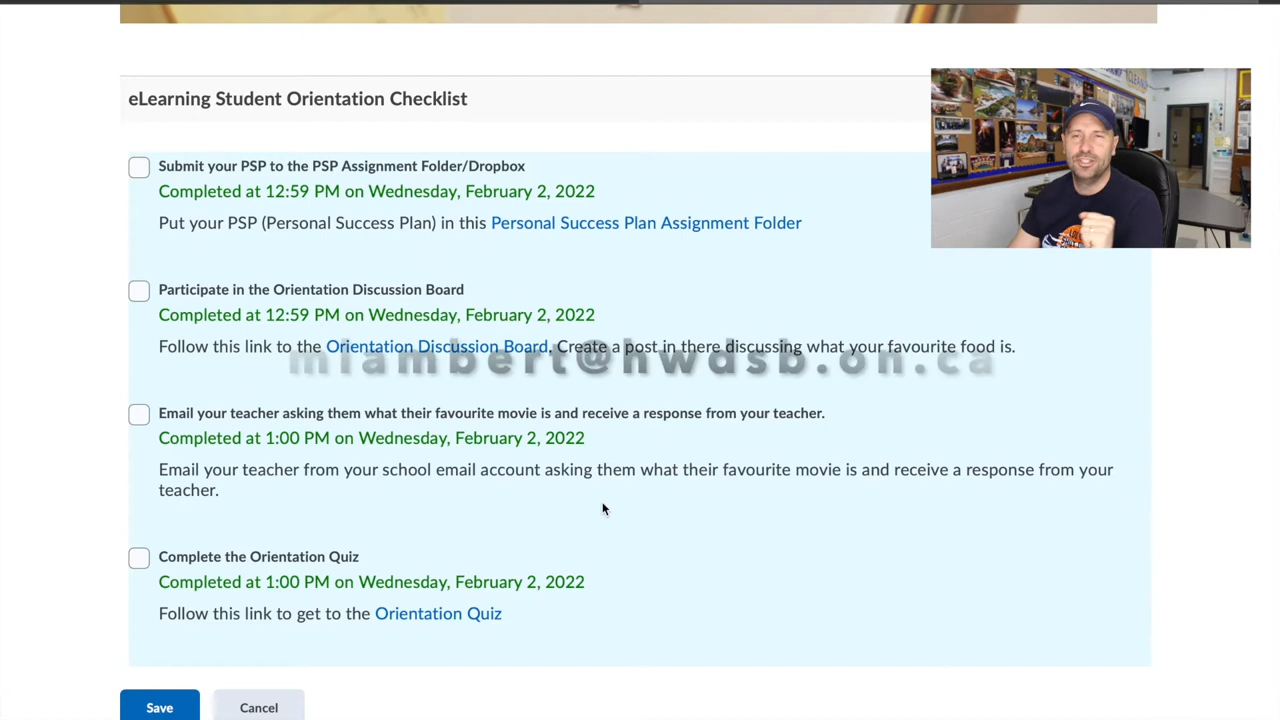 eLearning Student Orientation Checklist
Submit your PSP to the PSP Assignment Folder/Dropbox
Completed at 12:59 PM on Wednesday, February 2, 2022
Put your PSP (Personal Success Plan) in this Personal Success Plan Assignment Folder
Participate in the Orientation Discussion Board
Completed at 12:59 PM on Wednesday, February 2, 2022
Follow this link to the Orientation Discussion Board. Create a post in there discussing what your favourite food is.
mlambert@hwdsb.on.ca
Email your teacher asking them what their favourite movie is and receive a response from your teacher.
Completed at 1:00 PM on Wednesday, February 2, 2022
Email your teacher from your school email account asking them what their favourite movie is and receive a response from your
teacher.
Complete the Orientation Quiz
Completed at 1:00 PM on Wednesday, February 2, 2022
Follow this link to get to the Orientation Quiz
Save
Cancel